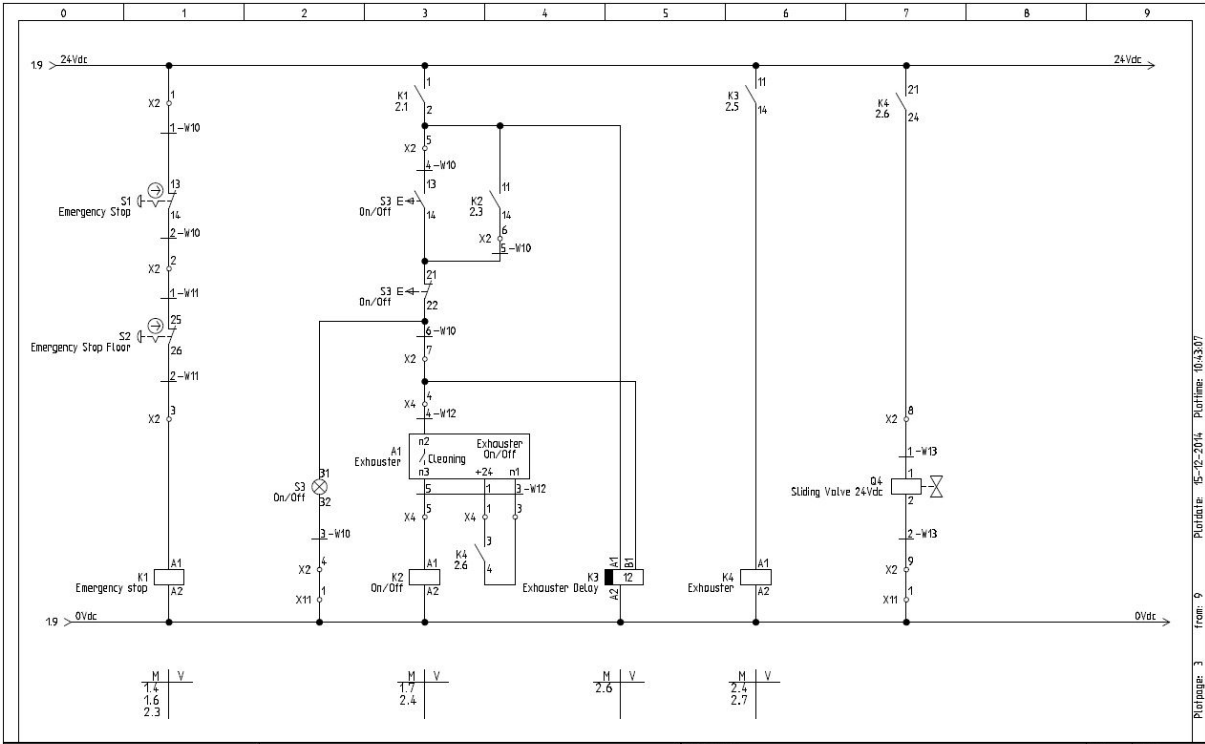 0 1 2 3 4 5 6 7 8 9
1.9 24Vdc 24Vdc
1
X2
1 -W10
13
S1
Emergency Stop
14
2 -W10
2
X2
1 -W11
25
S2
Emergency Stop Floor
26
2 -W11
3
X2
A1
K1
Emergency stop
A2
31
S3
On/Off
32
3 -W10
4
X2
1
X11
1
K1
2.1
2
5
X2
4 -W10
13
S3
On/Off
14
11
K2
2.3
14
6
X2
5 -W10
21
S3
On/Off
22
6 -W10
7
X2
4
X4
4 -W12
A1
Exhauster
n2
Cleaning
n3
Exhauster
On/Off
+24 n1
5 1 3 -W12
5
X4
1
X4
3
3
K4
2.6
4
A1
K2
On/Off
A2
A1 B1
K3
Exhauster Delay
12
A2
11
K3
2.5
14
A1
K4
Exhauster
A2
21
K4
2.6
24
8
X2
1 -W13
1
Q4
Sliding Valve 24Vdc
2
2 -W13
9
X2
1
X11
1.9 0Vdc 0Vdc
M V
1.4
1.6
2.3
M V
1.7
2.4
M V
2.6
M V
2.4
2.7
Plotpage: 3 from: 9 Plotdate: 15-12-2014 Plottime: 10:43:07